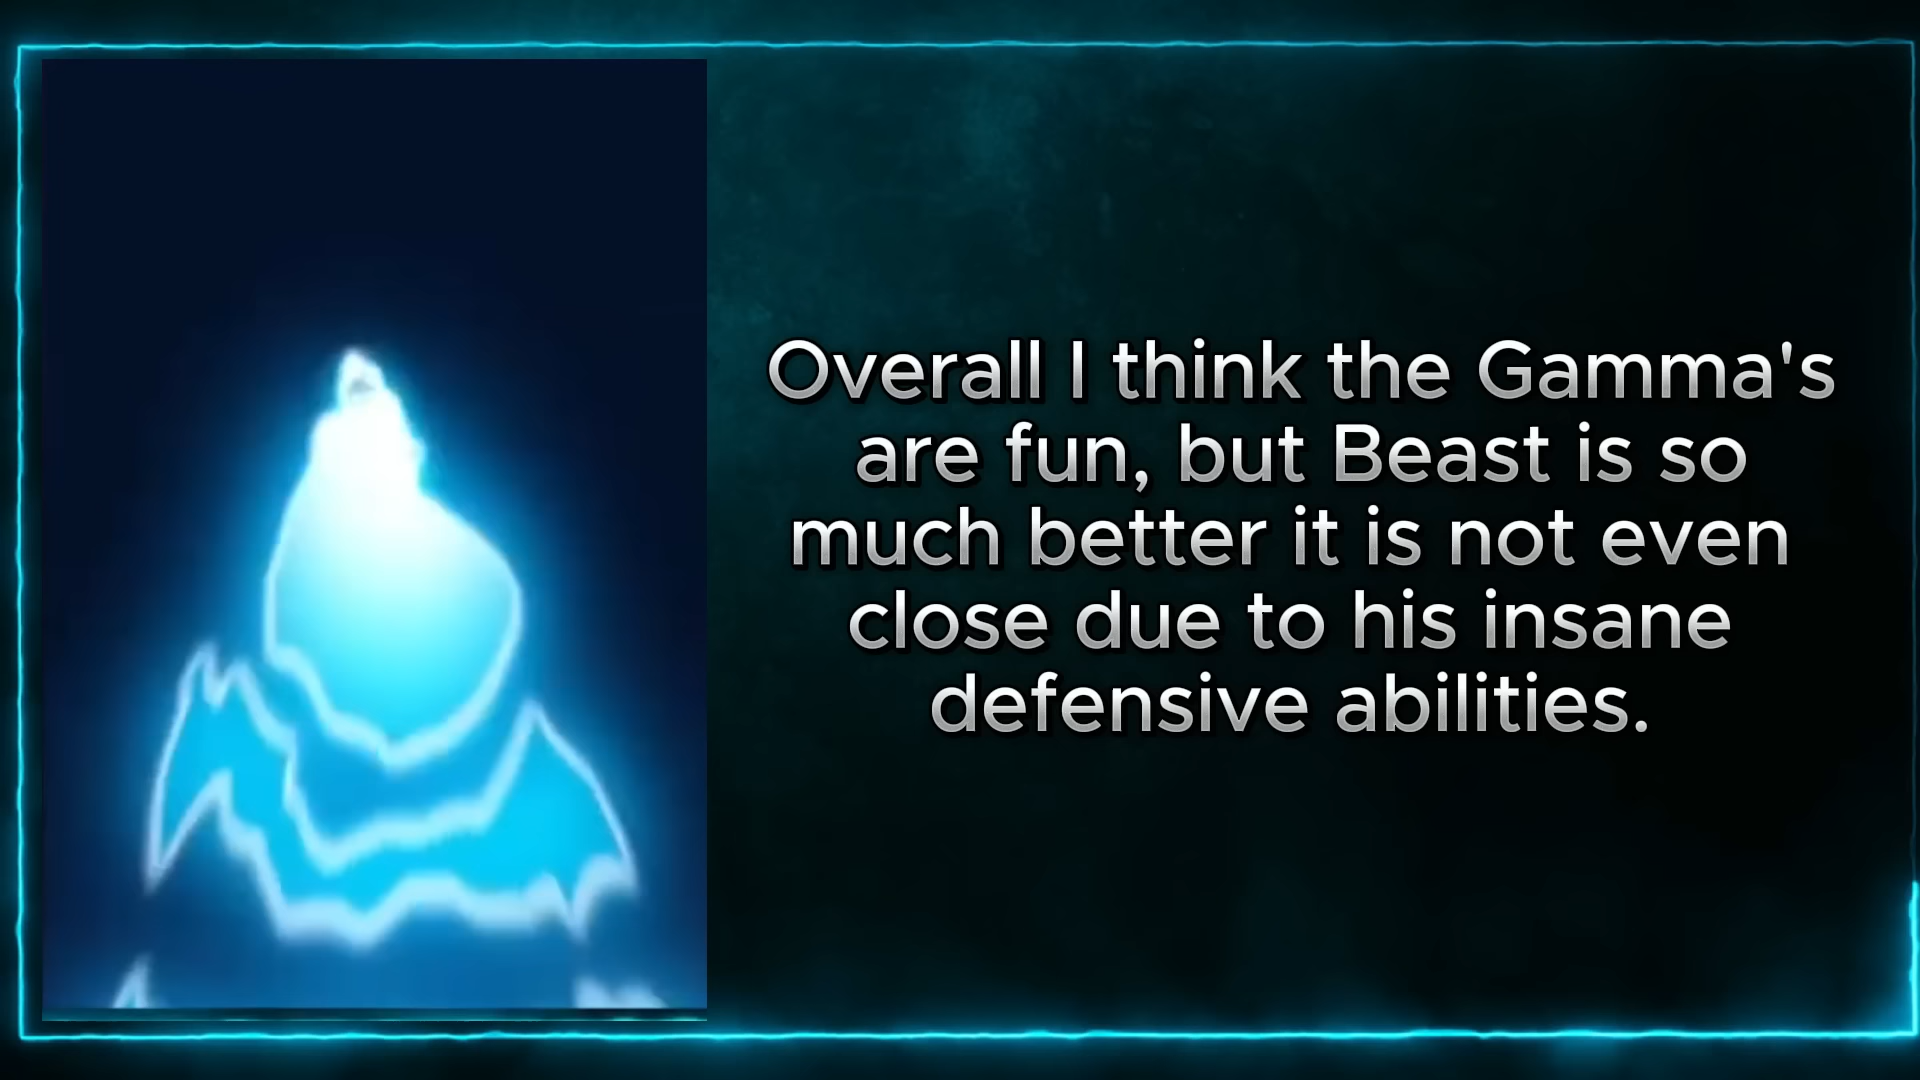 Overall I think the Gamma's
are fun, but Beast is so
much better it is not even
close due to his insane
defensive abilities.